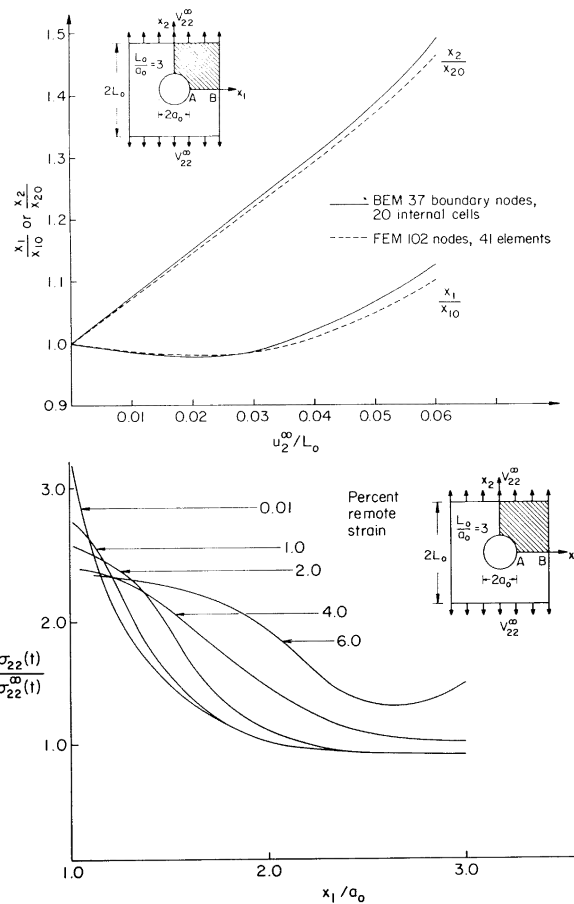 1.5
1.4
1.3
1.2
1.1
1.0
0.9
x₁/x₁₀ or x₂/x₂₀
x₂ V₂₂^∞
L₀/a₀ = 3
2L₀
A B x₁
2a₀
V₂₂^∞
x₂/x₂₀
BEM 37 boundary nodes,
20 internal cells
FEM 102 nodes, 41 elements
x₁/x₁₀
0.01 0.02 0.03 0.04 0.05 0.06
u₂^∞/L₀
3.0
2.0
1.0
σ₂₂(t)/σ₂₂^∞(t)
0.01
1.0
2.0
4.0
6.0
Percent
remote
strain
x₂ V₂₂^∞
L₀/a₀ = 3
2L₀
A B x
2a₀
V₂₂^∞
1.0 2.0 3.0
x₁/a₀